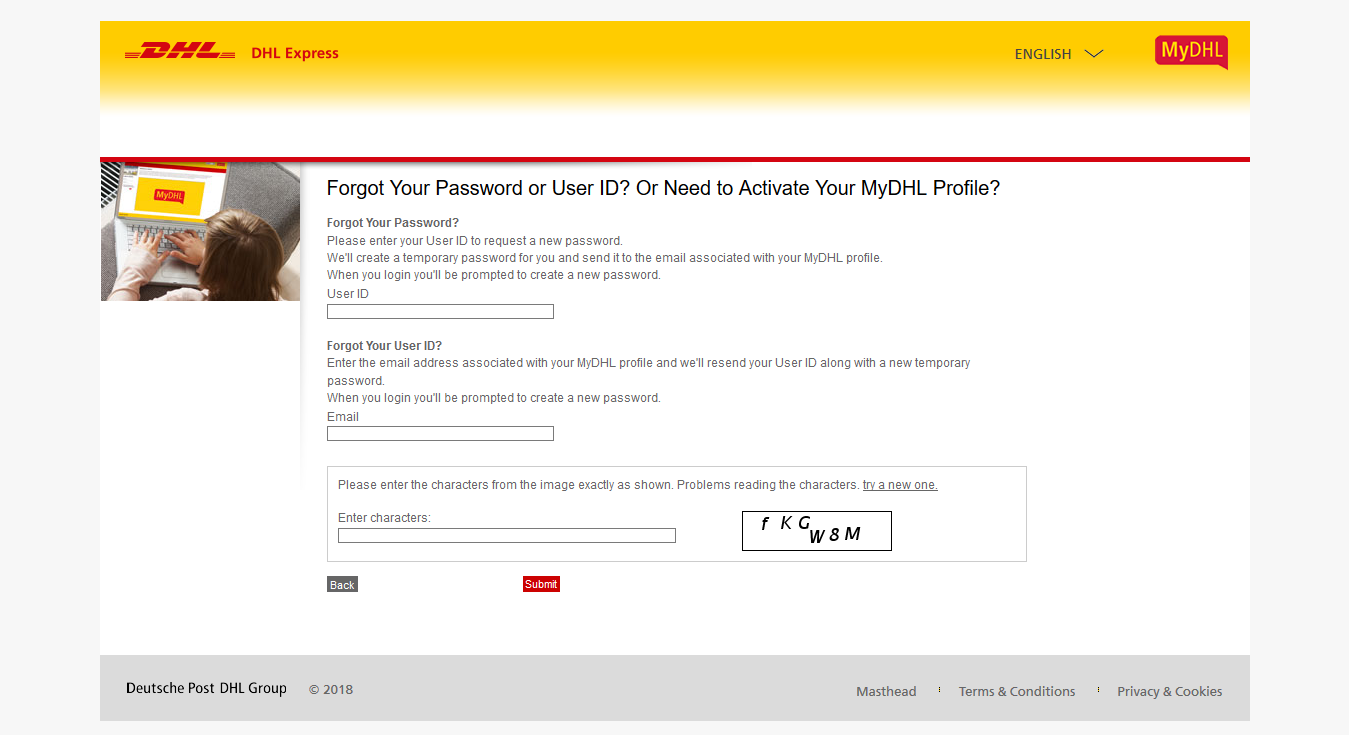 DHL DHL Express
ENGLISH
MyDHL
MyDHL
Forgot Your Password or User ID? Or Need to Activate Your MyDHL Profile?
Forgot Your Password?
Please enter your User ID to request a new password.
We'll create a temporary password for you and send it to the email associated with your MyDHL profile.
When you login you'll be prompted to create a new password.
User ID
Forgot Your User ID?
Enter the email address associated with your MyDHL profile and we'll resend your User ID along with a new temporary
password.
When you login you'll be prompted to create a new password.
Email
Please enter the characters from the image exactly as shown. Problems reading the characters. try a new one.
Enter characters:
f K G W 8 M
Back
Submit
Deutsche Post DHL Group © 2018
Masthead
Terms & Conditions
Privacy & Cookies